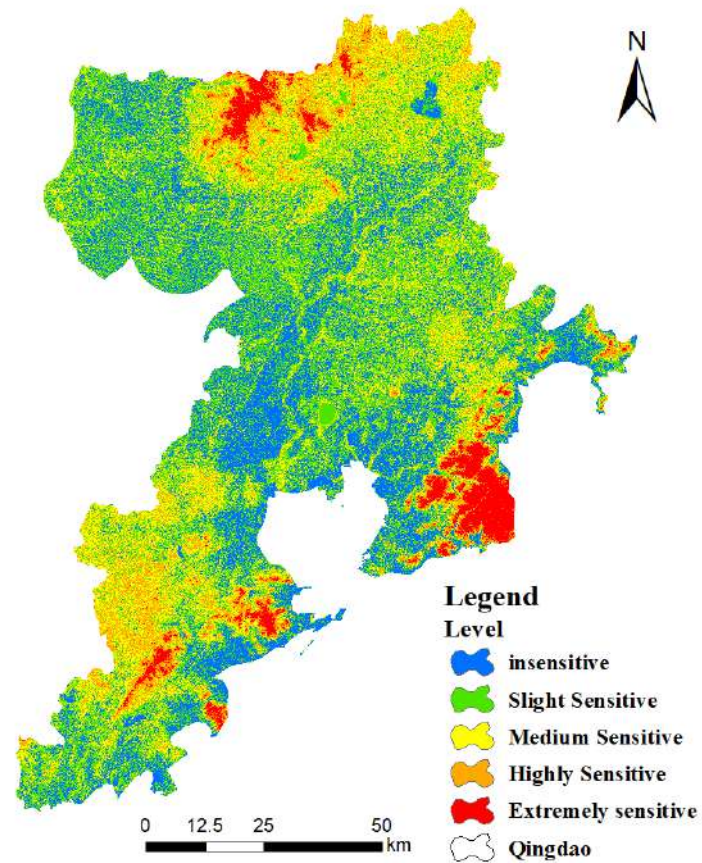 N
Legend
Level
insensitive
Slight Sensitive
Medium Sensitive
Highly Sensitive
Extremely sensitive
Qingdao
0 12.5 25 50
km